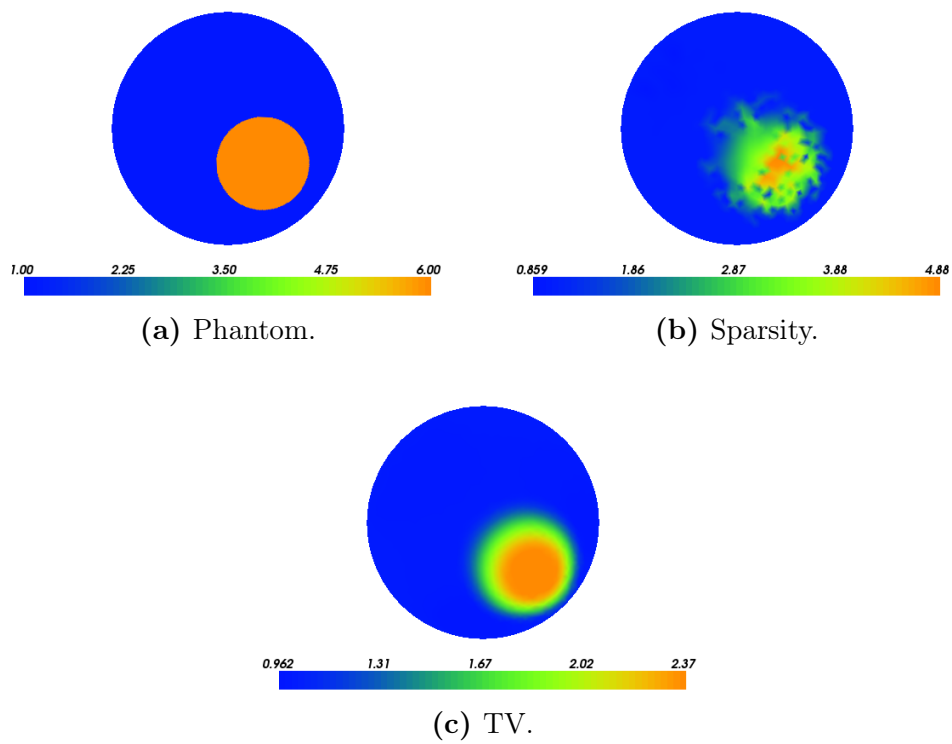 1.00 2.25 3.50 4.75 6.00
(a) Phantom.
0.859 1.86 2.87 3.88 4.88
(b) Sparsity.
0.962 1.31 1.67 2.02 2.37
(c) TV.